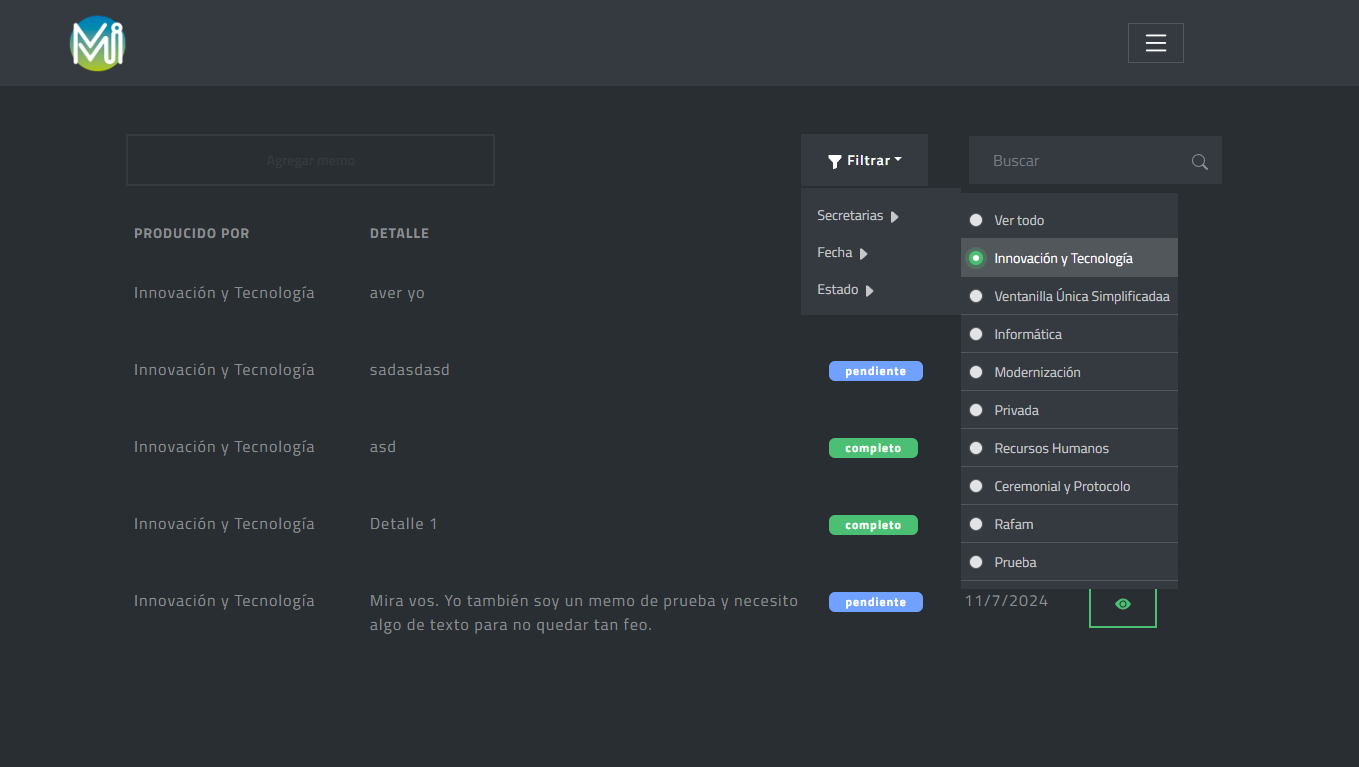 Mi
Agregar memo
Filtrar
Buscar
Secretarias
Fecha
Estado
Ver todo
Innovación y Tecnología
Ventanilla Única Simplificadaa
Informática
Modernización
Privada
Recursos Humanos
Ceremonial y Protocolo
Rafam
Prueba
PRODUCIDO POR DETALLE
Innovación y Tecnología aver yo
Innovación y Tecnología sadasdasd pendiente
Innovación y Tecnología asd completo
Innovación y Tecnología Detalle 1 completo
Innovación y Tecnología Mira vos. Yo también soy un memo de prueba y necesito pendiente 11/7/2024
algo de texto para no quedar tan feo.